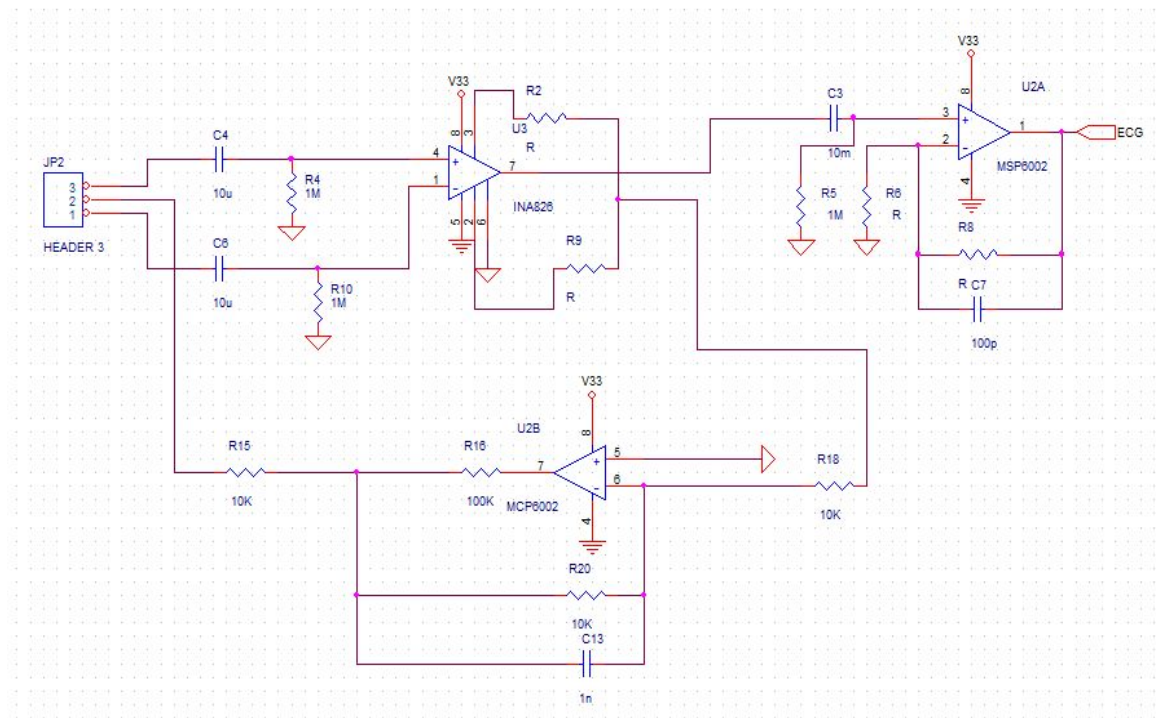 V33
U2A
V33
R2
C3
8
8
3
U3
3
1
ECG
C4
R
2
JP2
4
+
10m
-
+
7
MSP6002
3
R4
1
-
R5
R6
4
2
10u
1M
INA826
1M
R
1
5
2
6
R8
HEADER 3
C6
R9
R10
R
R C7
10u
1M
100p
V33
U2B
8
R15
R16
7
+
5
R18
-
6
10K
100K
MCP6002
4
10K
R20
10K
C13
1n